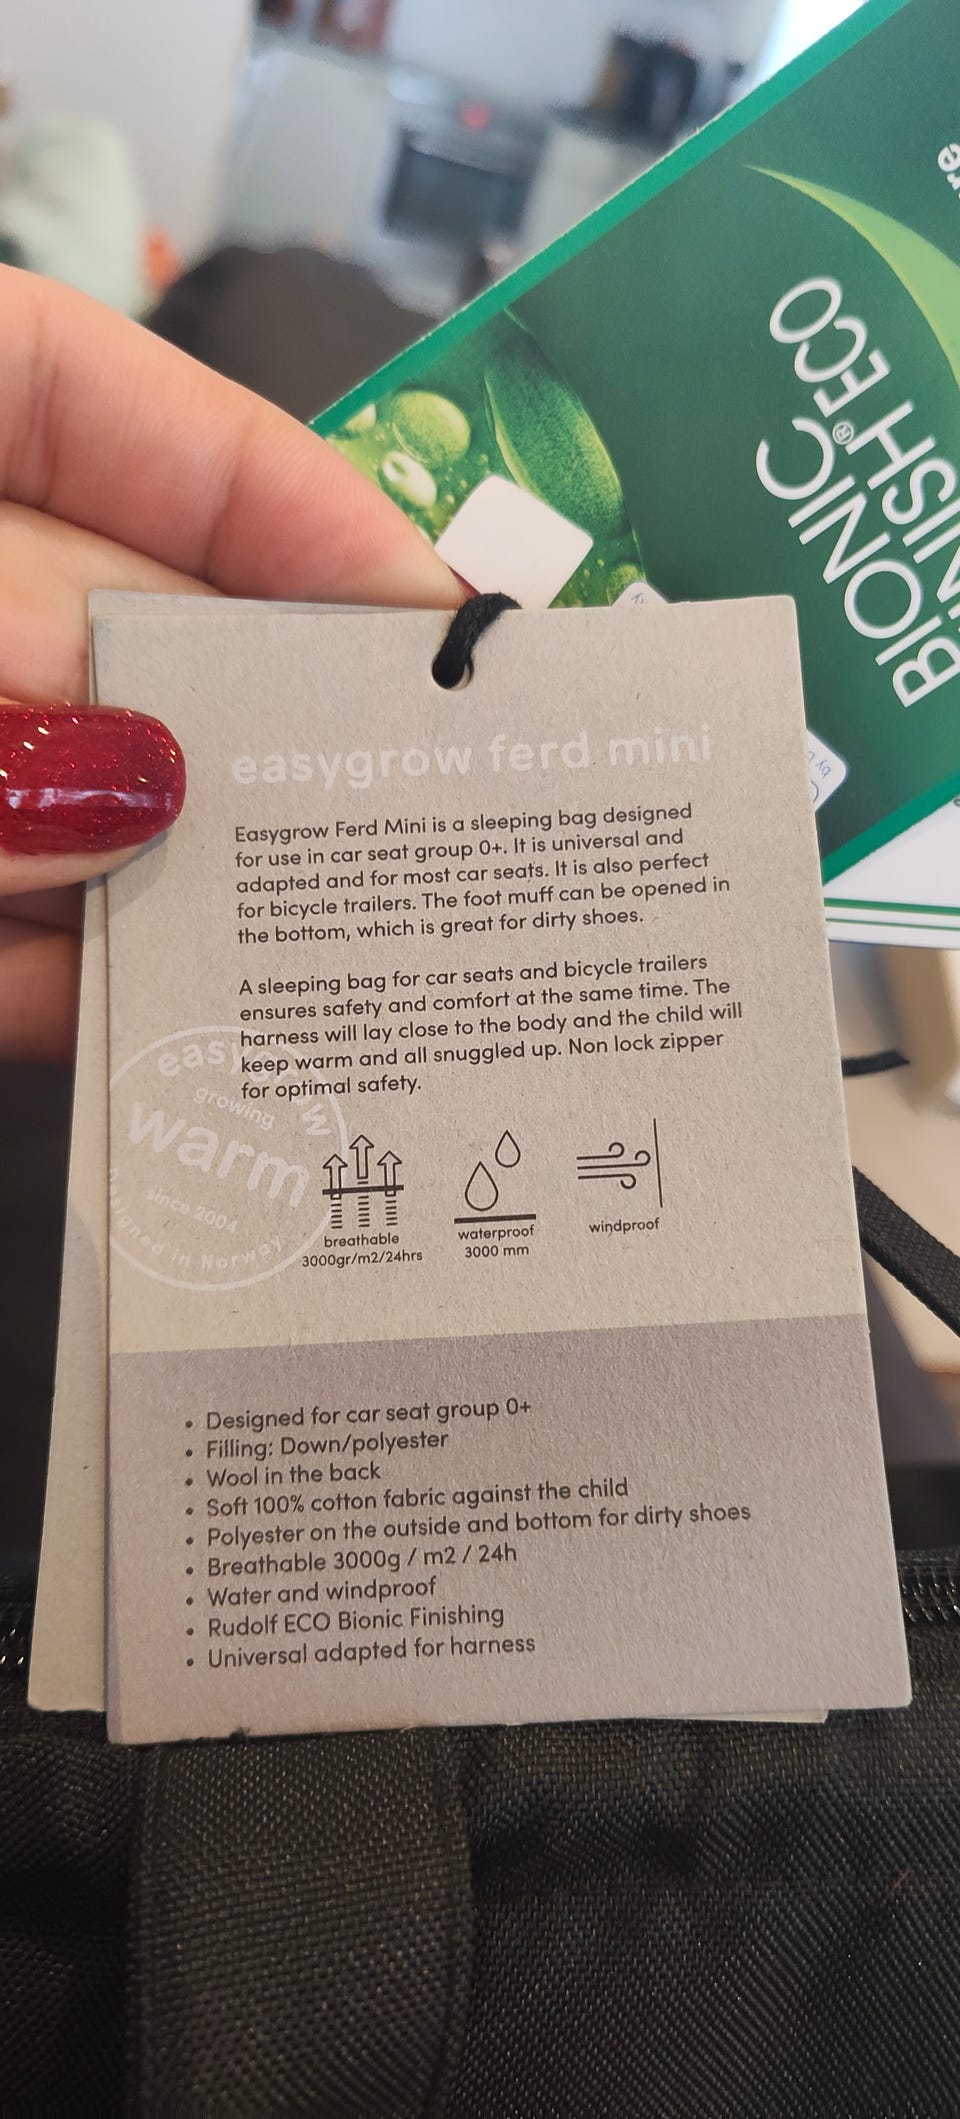 BIONIC
FINISH® ECO
easygrow ferd mini
Easygrow Ferd Mini is a sleeping bag designed
for use in car seat group 0+. It is universal and
adapted and for most car seats. It is also perfect
for bicycle trailers. The foot muff can be opened in
the bottom, which is great for dirty shoes.
A sleeping bag for car seats and bicycle trailers
ensures safety and comfort at the same time. The
harness will lay close to the body and the child will
keep warm and all snuggled up. Non lock zipper
for optimal safety.
easygrow
growing
warm
since 2004
Designed in Norway
breathable
3000gr/m2/24hrs
waterproof
3000 mm
windproof
• Designed for car seat group 0+
• Filling: Down/polyester
• Wool in the back
• Soft 100% cotton fabric against the child
• Polyester on the outside and bottom for dirty shoes
• Breathable 3000g / m2 / 24h
• Water and windproof
• Rudolf ECO Bionic Finishing
• Universal adapted for harness